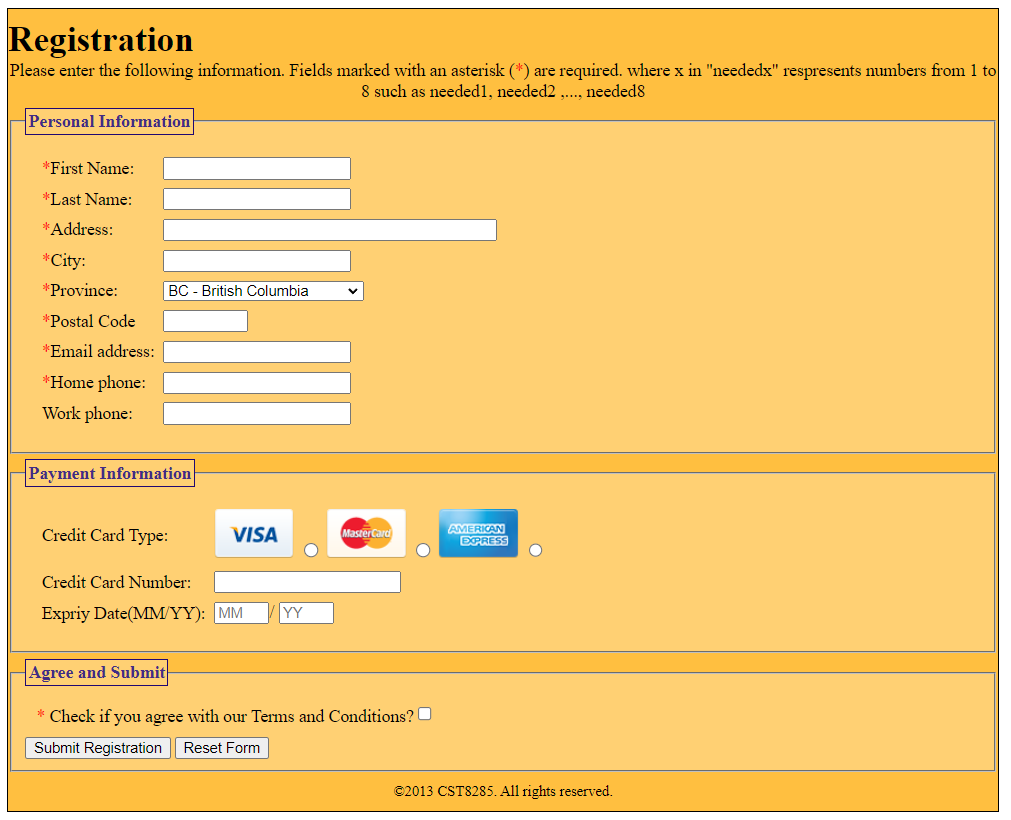 Registration
Please enter the following information. Fields marked with an asterisk (*) are required. where x in "neededx" respresents numbers from 1 to
8 such as needed1, needed2 ,..., needed8
Personal Information
*First Name:
*Last Name:
*Address:
*City:
*Province: BC - British Columbia
*Postal Code
*Email address:
*Home phone:
Work phone:
Payment Information
Credit Card Type: VISA MasterCard AMERICAN EXPRESS
Credit Card Number:
Expriy Date(MM/YY): MM / YY
Agree and Submit
* Check if you agree with our Terms and Conditions?
Submit Registration Reset Form
©2013 CST8285. All rights reserved.